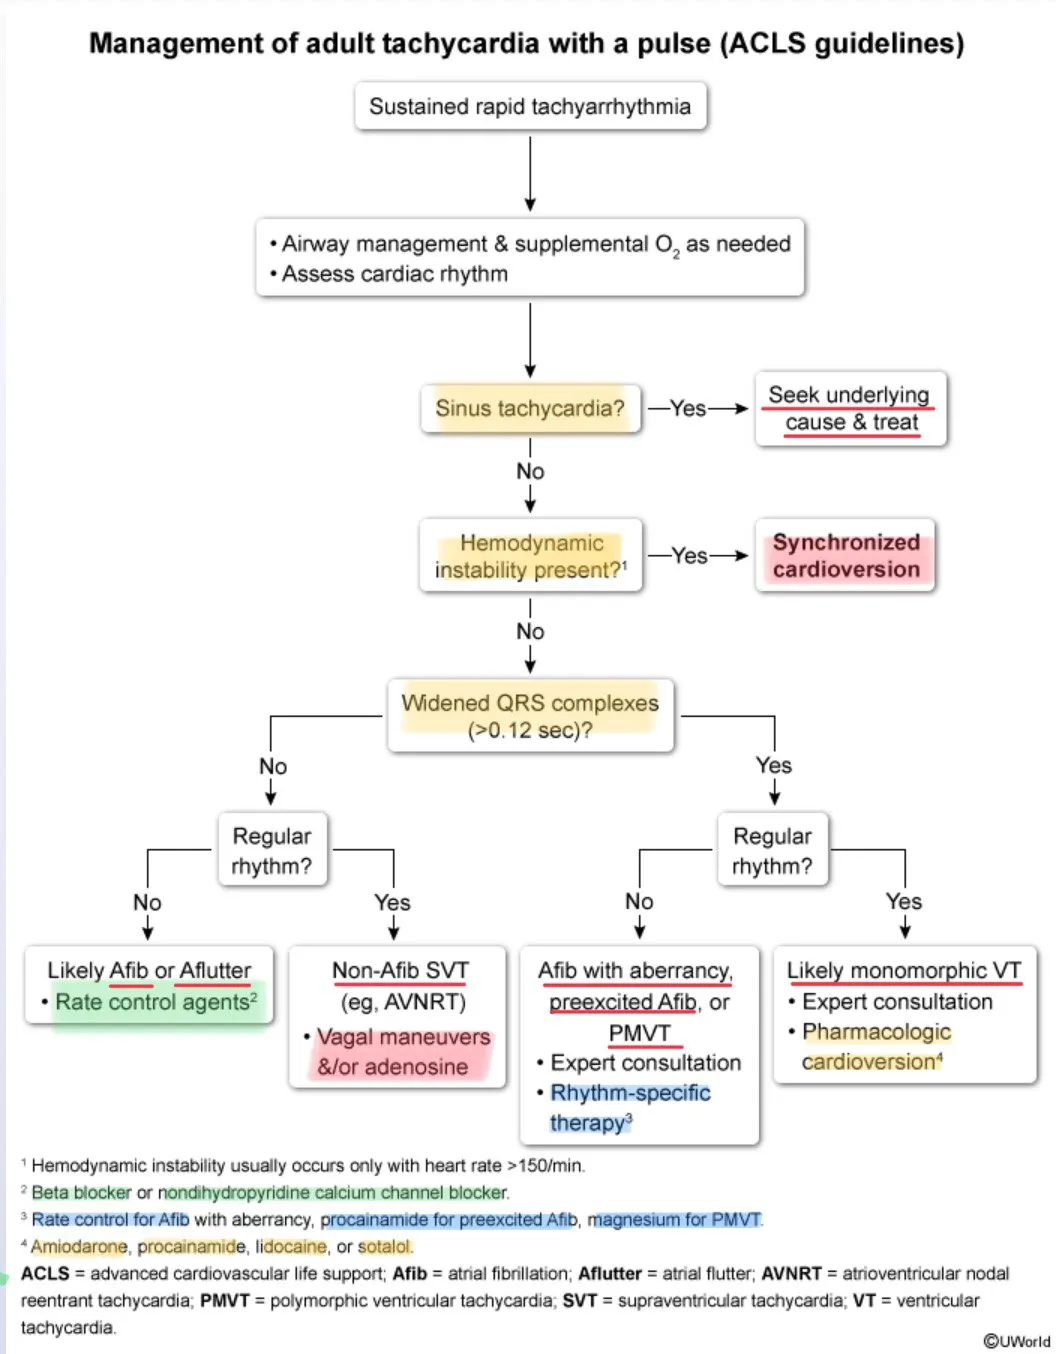 Management of adult tachycardia with a pulse (ACLS guidelines)
Sustained rapid tachyarrhythmia
• Airway management & supplemental O₂ as needed
• Assess cardiac rhythm
Sinus tachycardia?
Yes
Seek underlying
cause & treat
No
Hemodynamic
instability present?¹
Yes
Synchronized
cardioversion
No
Widened QRS complexes
(>0.12 sec)?
No
Yes
Regular
rhythm?
Regular
rhythm?
No
Yes
No
Yes
Likely Afib or Aflutter
• Rate control agents²
Non-Afib SVT
(eg, AVNRT)
• Vagal maneuvers
&/or adenosine
Afib with aberrancy,
preexcited Afib, or
PMVT
• Expert consultation
• Rhythm-specific
therapy³
Likely monomorphic VT
• Expert consultation
• Pharmacologic
cardioversion⁴
¹ Hemodynamic instability usually occurs only with heart rate >150/min.
² Beta blocker or nondihydropyridine calcium channel blocker.
³ Rate control for Afib with aberrancy, procainamide for preexcited Afib, magnesium for PMVT.
⁴ Amiodarone, procainamide, lidocaine, or sotalol.
ACLS = advanced cardiovascular life support; Afib = atrial fibrillation; Aflutter = atrial flutter; AVNRT = atrioventricular nodal
reentrant tachycardia; PMVT = polymorphic ventricular tachycardia; SVT = supraventricular tachycardia; VT = ventricular
tachycardia.
©UWorld